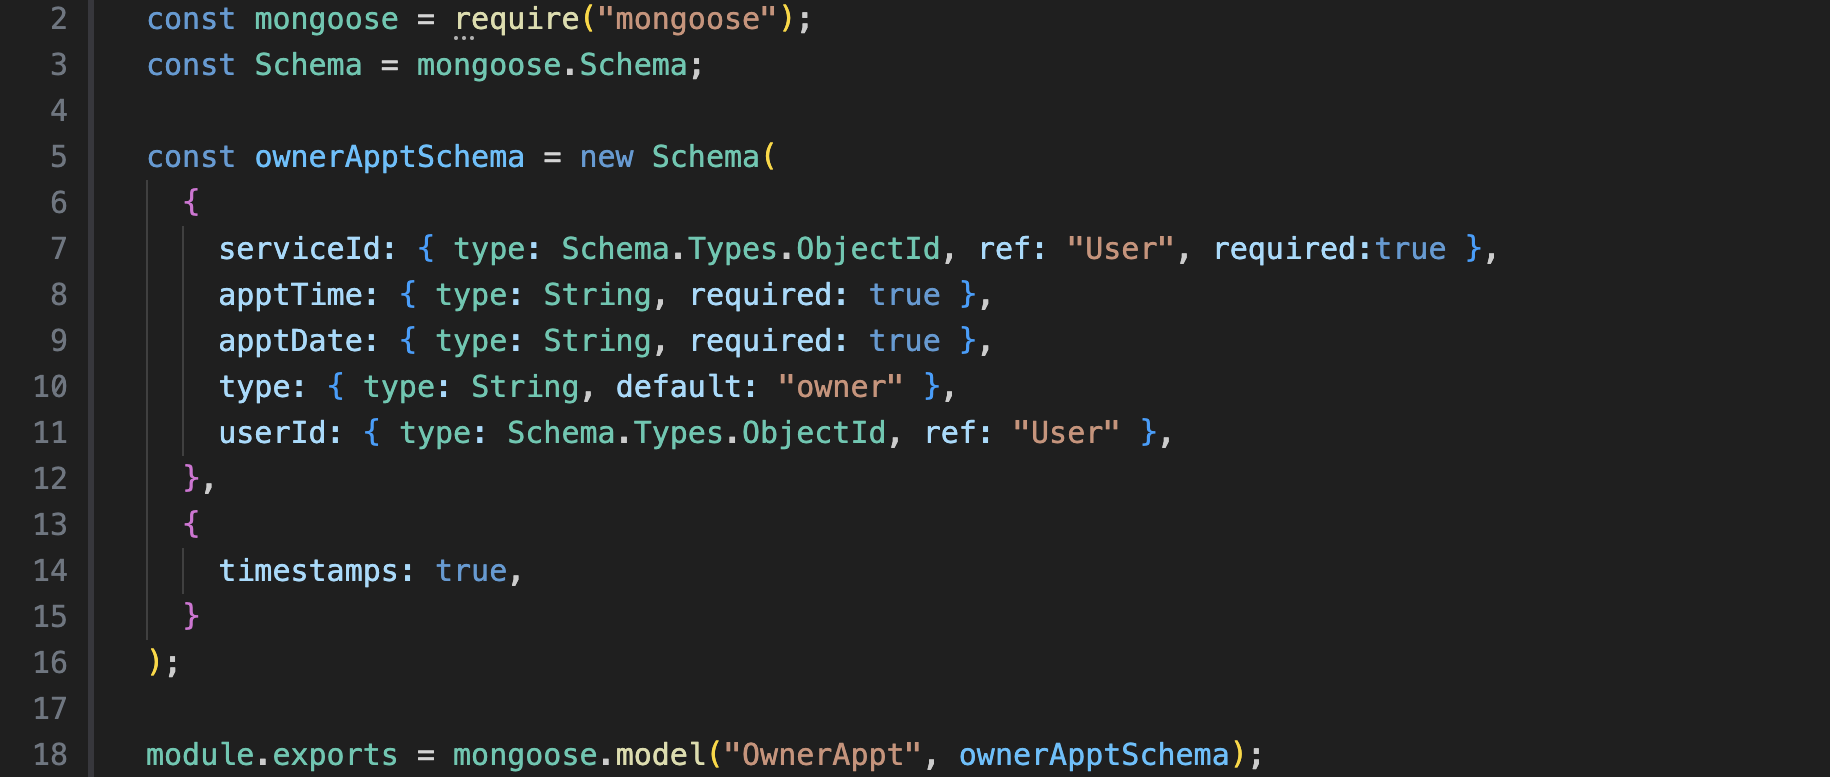 2 const mongoose = require("mongoose");
3 const Schema = mongoose.Schema;
4
5 const ownerApptSchema = new Schema(
6 {
7 serviceId: { type: Schema.Types.ObjectId, ref: "User", required:true },
8 apptTime: { type: String, required: true },
9 apptDate: { type: String, required: true },
10 type: { type: String, default: "owner" },
11 userId: { type: Schema.Types.ObjectId, ref: "User" },
12 },
13 {
14 timestamps: true,
15 }
16 );
17
18 module.exports = mongoose.model("OwnerAppt", ownerApptSchema);